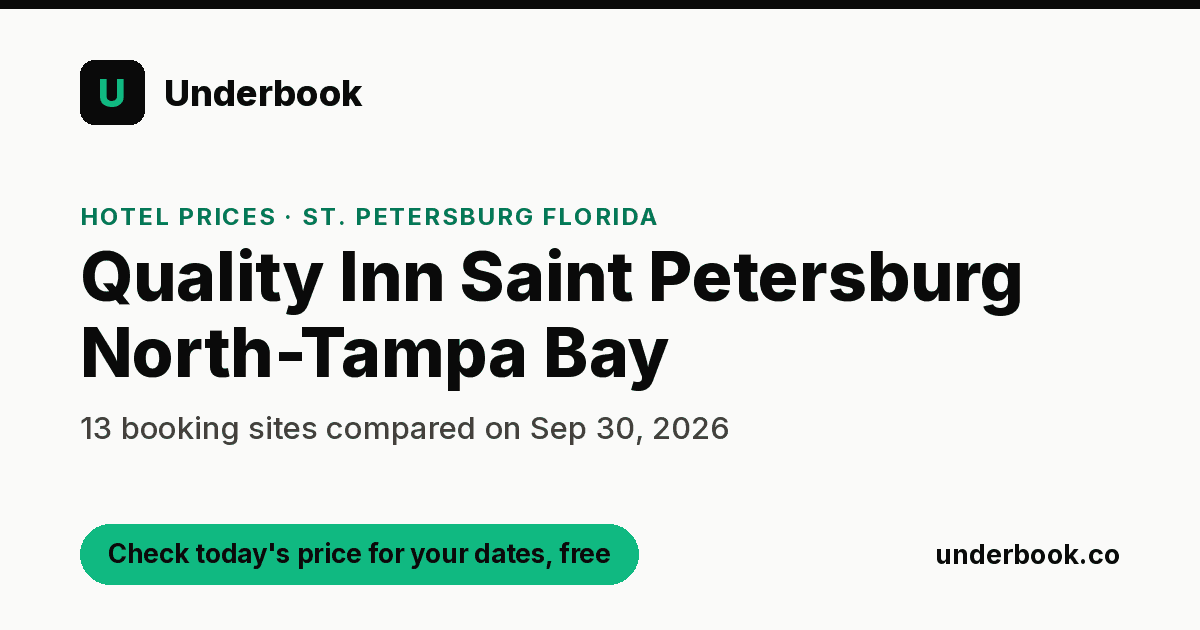 U Underbook
HOTEL PRICES · ST. PETERSBURG FLORIDA
Quality Inn Saint Petersburg
North-Tampa Bay
13 booking sites compared on Sep 30, 2026
Check today's price for your dates, free
underbook.co